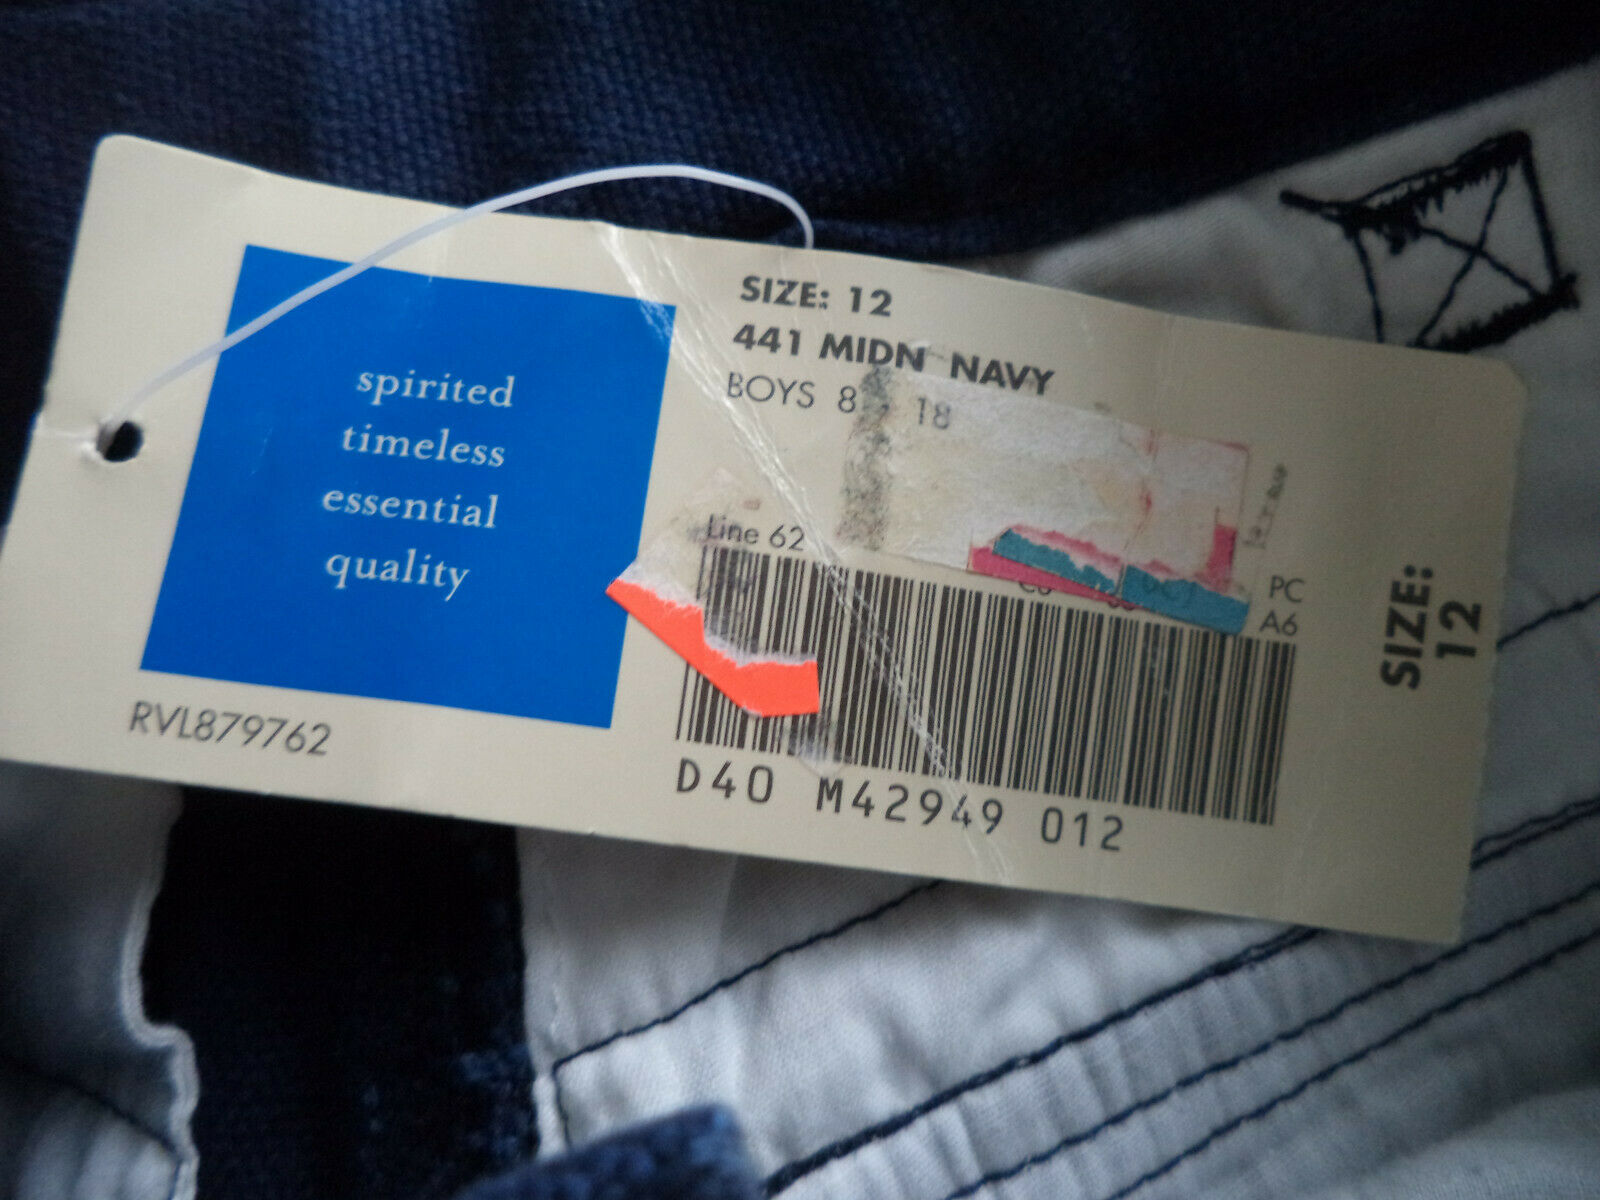 spirited
timeless
essential
quality
RVL879762
SIZE: 12
441 MIDN NAVY
BOYS 8 - 18
Line 62
PC
A6
D40 M42949 012
SIZE:
12